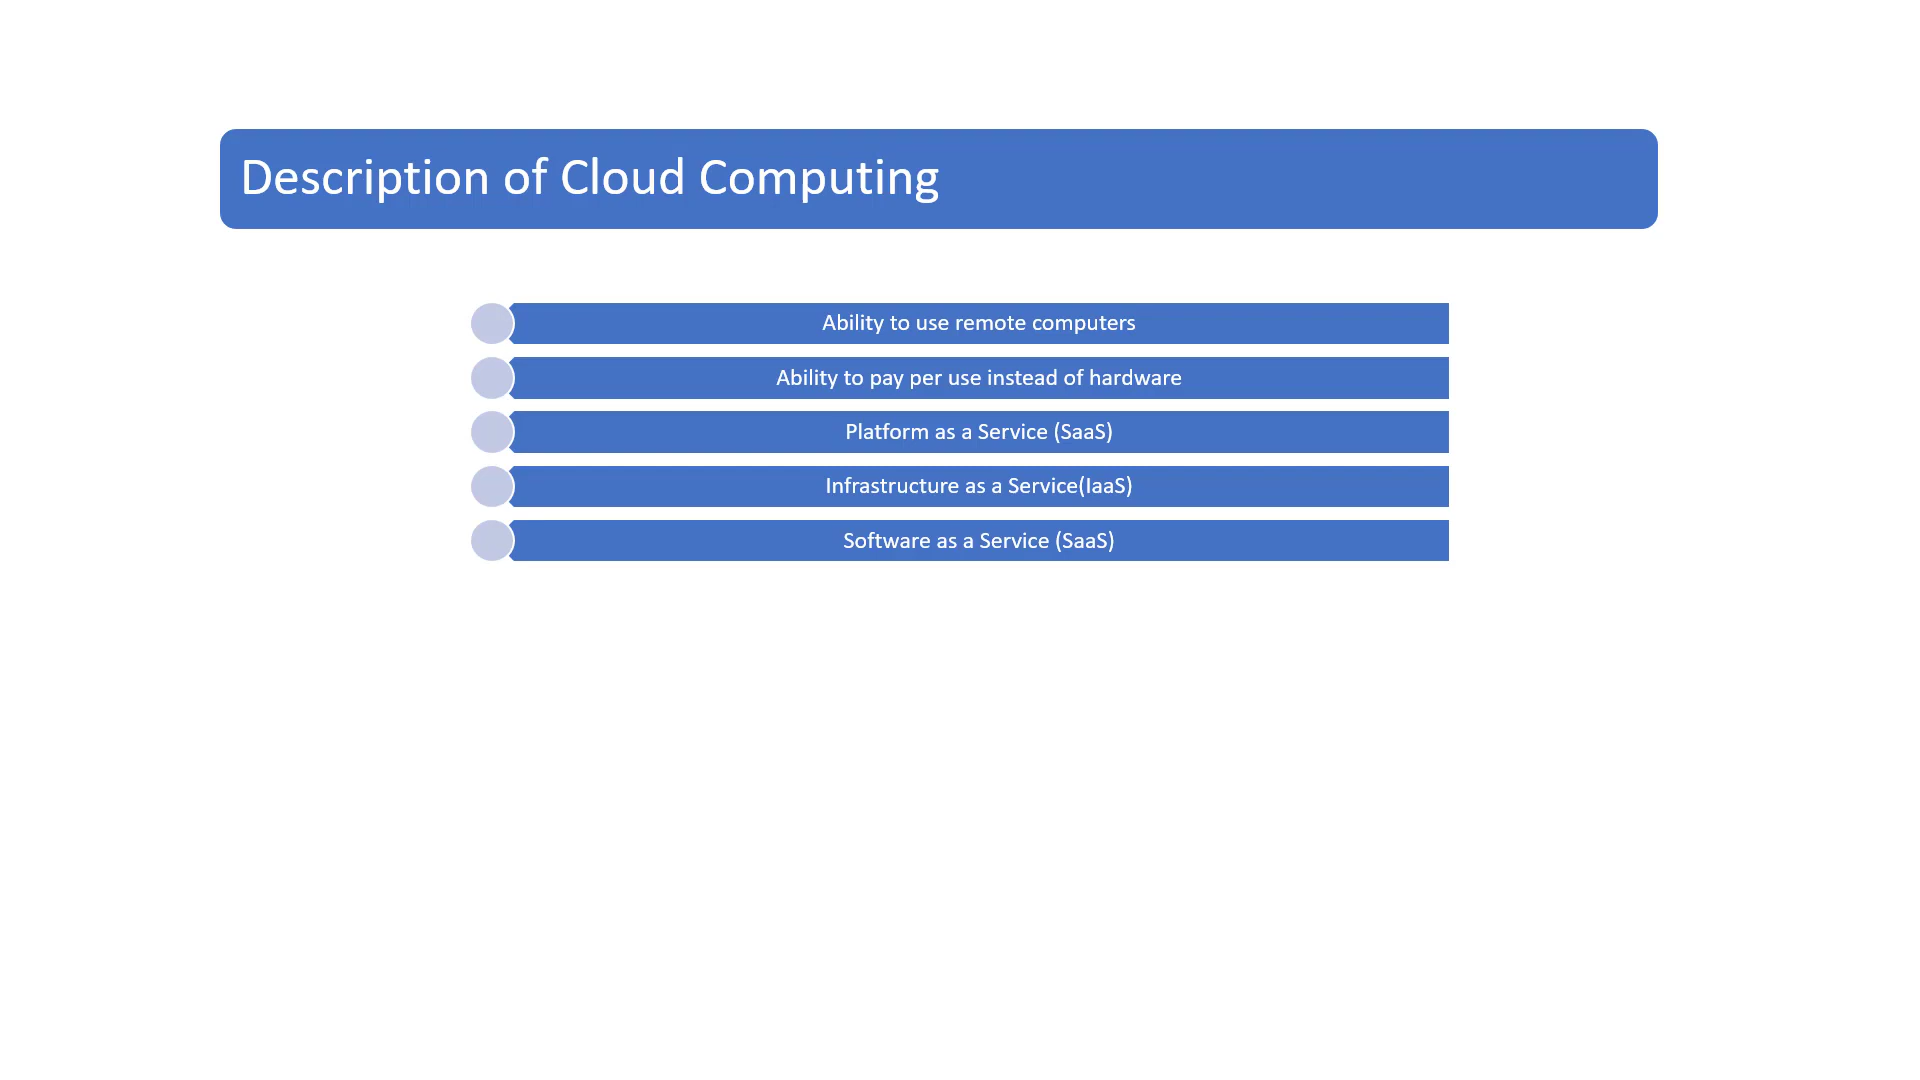 Description of Cloud Computing
Ability to use remote computers
Ability to pay per use instead of hardware
Platform as a Service (SaaS)
Infrastructure as a Service(IaaS)
Software as a Service (SaaS)